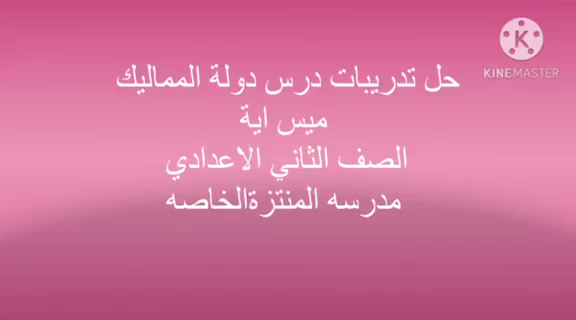 KINEMASTER
حل تدريبات درس دولة المماليك
ميس اية
الصف الثاني الاعدادي
مدرسه المنتزةالخاصه